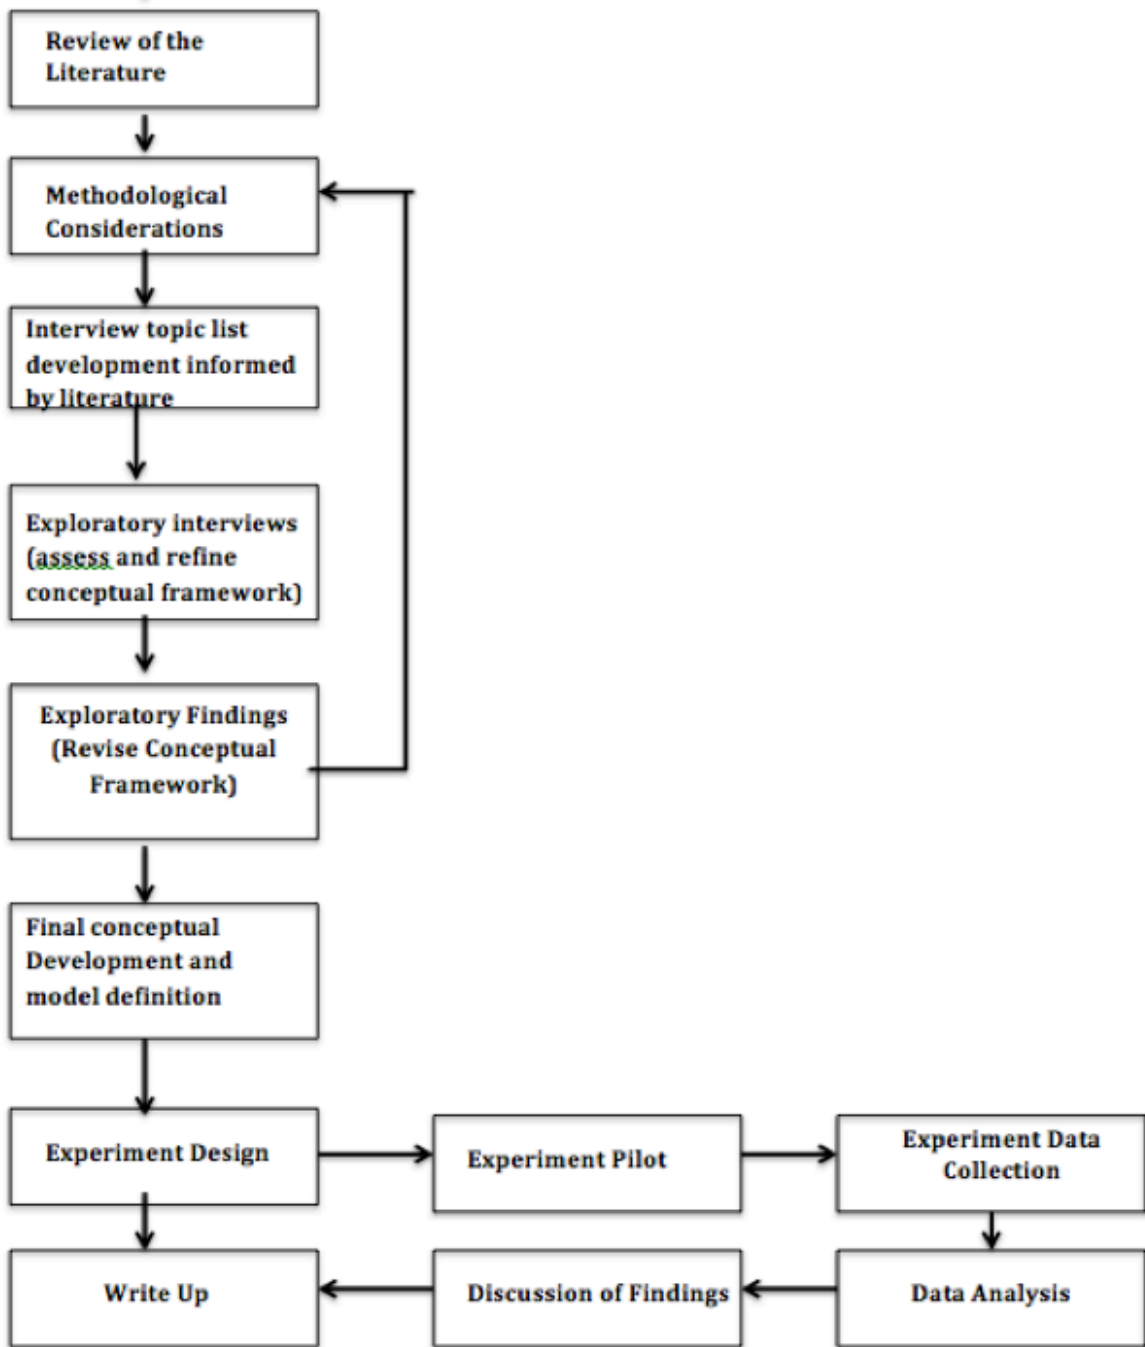 Review of the
Literature
Methodological
Considerations
Interview topic list
development informed
by literature
Exploratory interviews
(assess and refine
conceptual framework)
Exploratory Findings
(Revise Conceptual
Framework)
Final conceptual
Development and
model definition
Experiment Design
Experiment Pilot
Experiment Data
Collection
Write Up
Discussion of Findings
Data Analysis